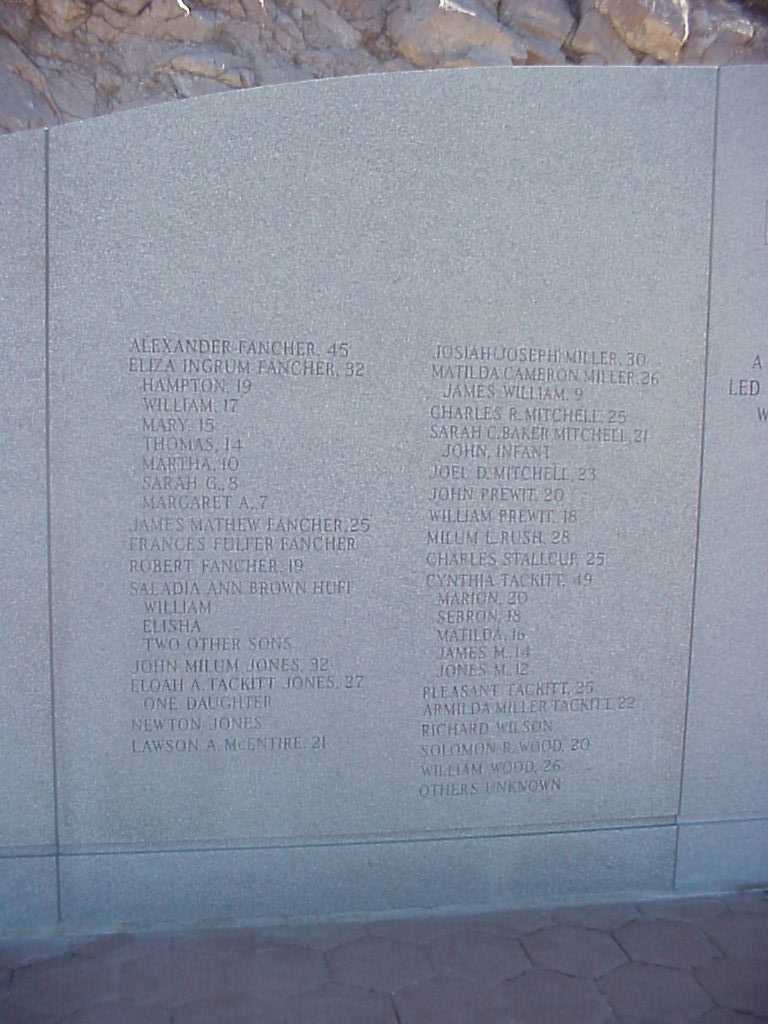 ALEXANDER FANCHER, 45
ELIZA INGRUM FANCHER, 32
HAMPTON, 19
WILLIAM, 17
MARY, 15
THOMAS, 14
MARTHA, 10
SARAH G., 8
MARGARET A., 7
JAMES MATHEW FANCHER, 25
FRANCES FULFER FANCHER
ROBERT FANCHER, 19
SALADIA ANN BROWN HUFF
WILLIAM
ELISHA
TWO OTHER SONS
JOHN MILUM JONES, 32
ELOAH A. TACKITT JONES, 27
ONE DAUGHTER
NEWTON JONES
LAWSON A. McENTIRE, 21
JOSIAH (JOSEPH) MILLER, 30
MATILDA CAMERON MILLER, 26
JAMES WILLIAM, 9
CHARLES R. MITCHELL, 25
SARAH C. BAKER MITCHELL, 21
JOHN, INFANT
JOEL D. MITCHELL, 23
JOHN PREWIT, 20
WILLIAM PREWIT, 18
MILUM L. RUSH, 28
CHARLES STALLCUP, 25
CYNTHIA TACKITT, 49
MARION, 20
SEBRON, 18
MATILDA, 16
JAMES M., 14
JONES M., 12
PLEASANT TACKITT, 25
ARMILDA MILLER TACKITT, 22
RICHARD WILSON
SOLOMON R. WOOD, 20
WILLIAM WOOD, 26
OTHERS UNKNOWN
A
LED
W